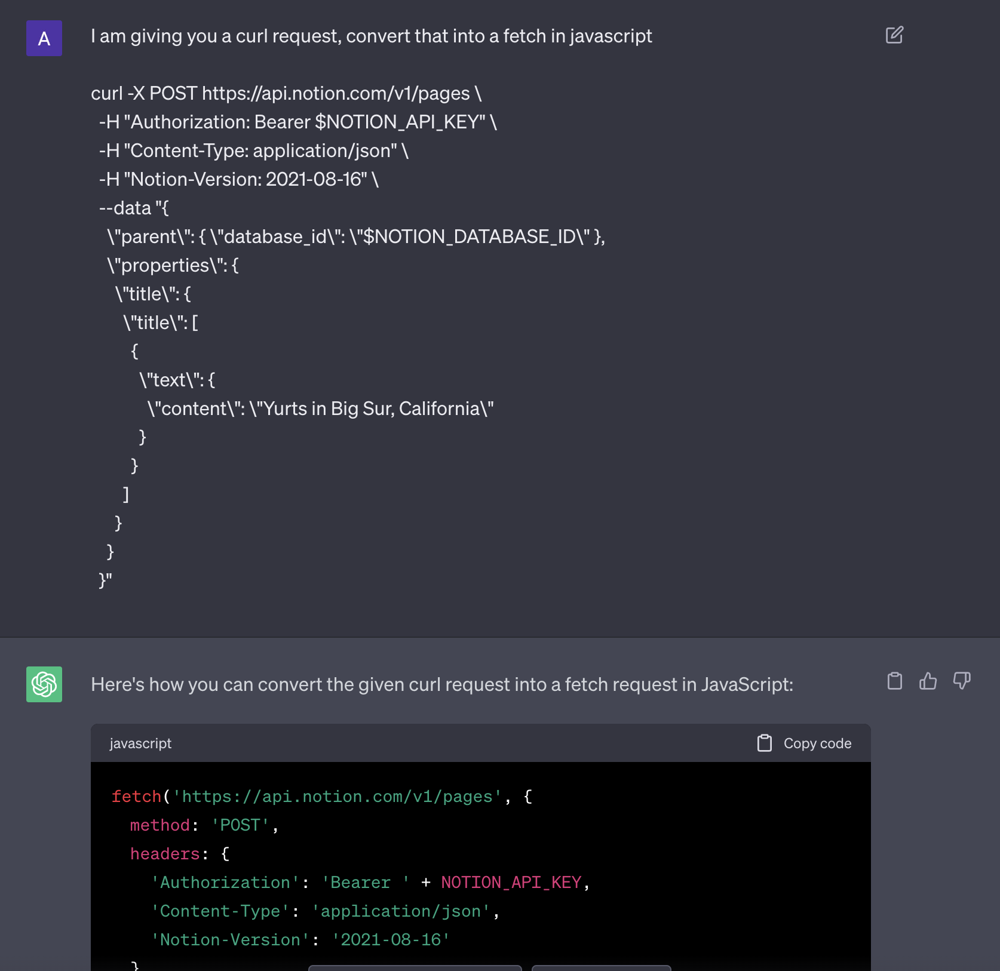 A
I am giving you a curl request, convert that into a fetch in javascript
curl -X POST https://api.notion.com/v1/pages \
-H "Authorization: Bearer $NOTION_API_KEY" \
-H "Content-Type: application/json" \
-H "Notion-Version: 2021-08-16" \
--data "{
\"parent\": { \"database_id\": \"$NOTION_DATABASE_ID\" },
\"properties\": {
\"title\": {
\"title\": [
{
\"text\": {
\"content\": \"Yurts in Big Sur, California\"
}
}
]
}
}
}"
Here's how you can convert the given curl request into a fetch request in JavaScript:
javascript
Copy code
fetch('https://api.notion.com/v1/pages', {
method: 'POST',
headers: {
'Authorization': 'Bearer ' + NOTION_API_KEY,
'Content-Type': 'application/json',
'Notion-Version': '2021-08-16'
}